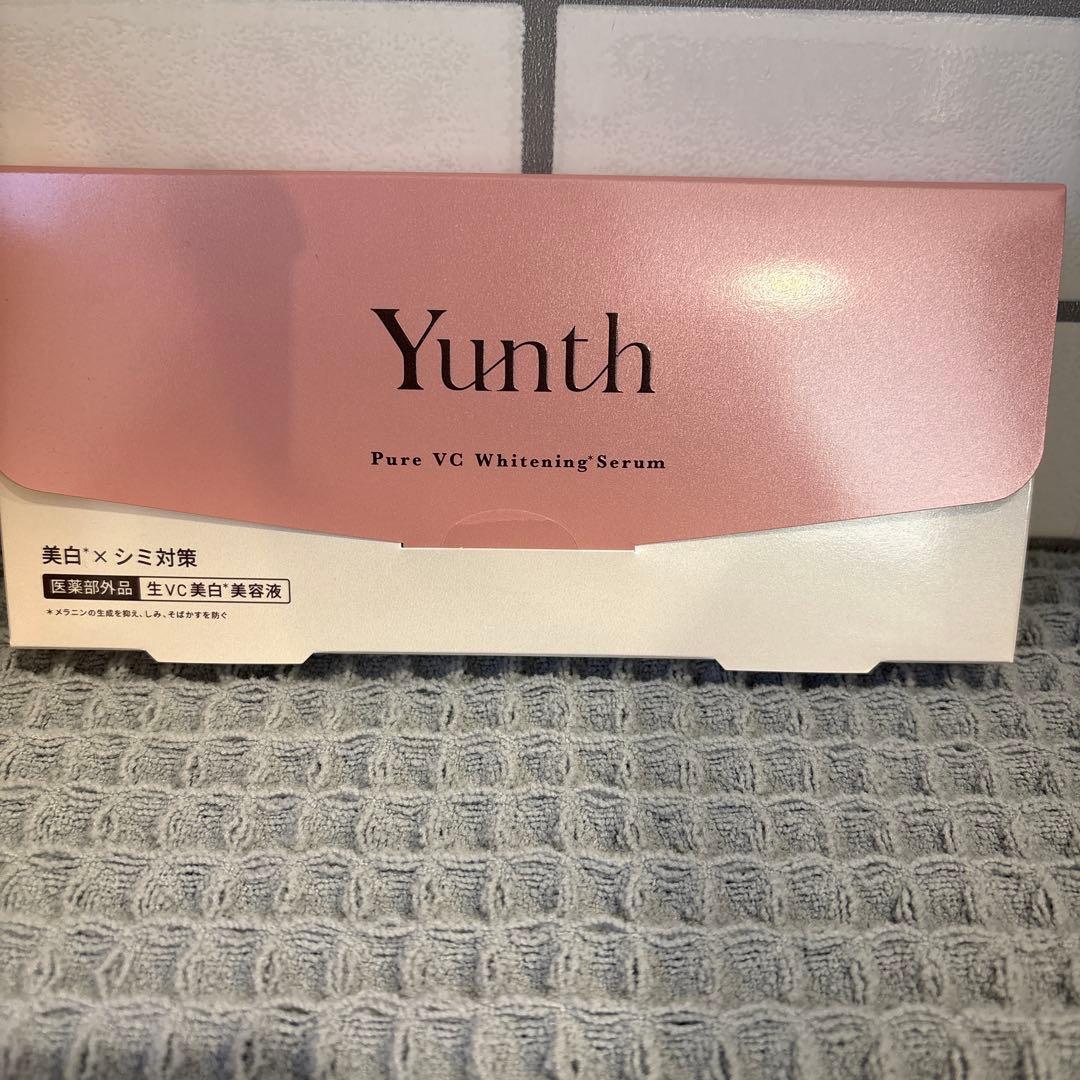 Yunth
Pure VC Whitening*Serum
美白*×シミ対策
医薬部外品 生VC美白*美容液
*メラニンの生成を抑え、しみ、そばかすを防ぐ